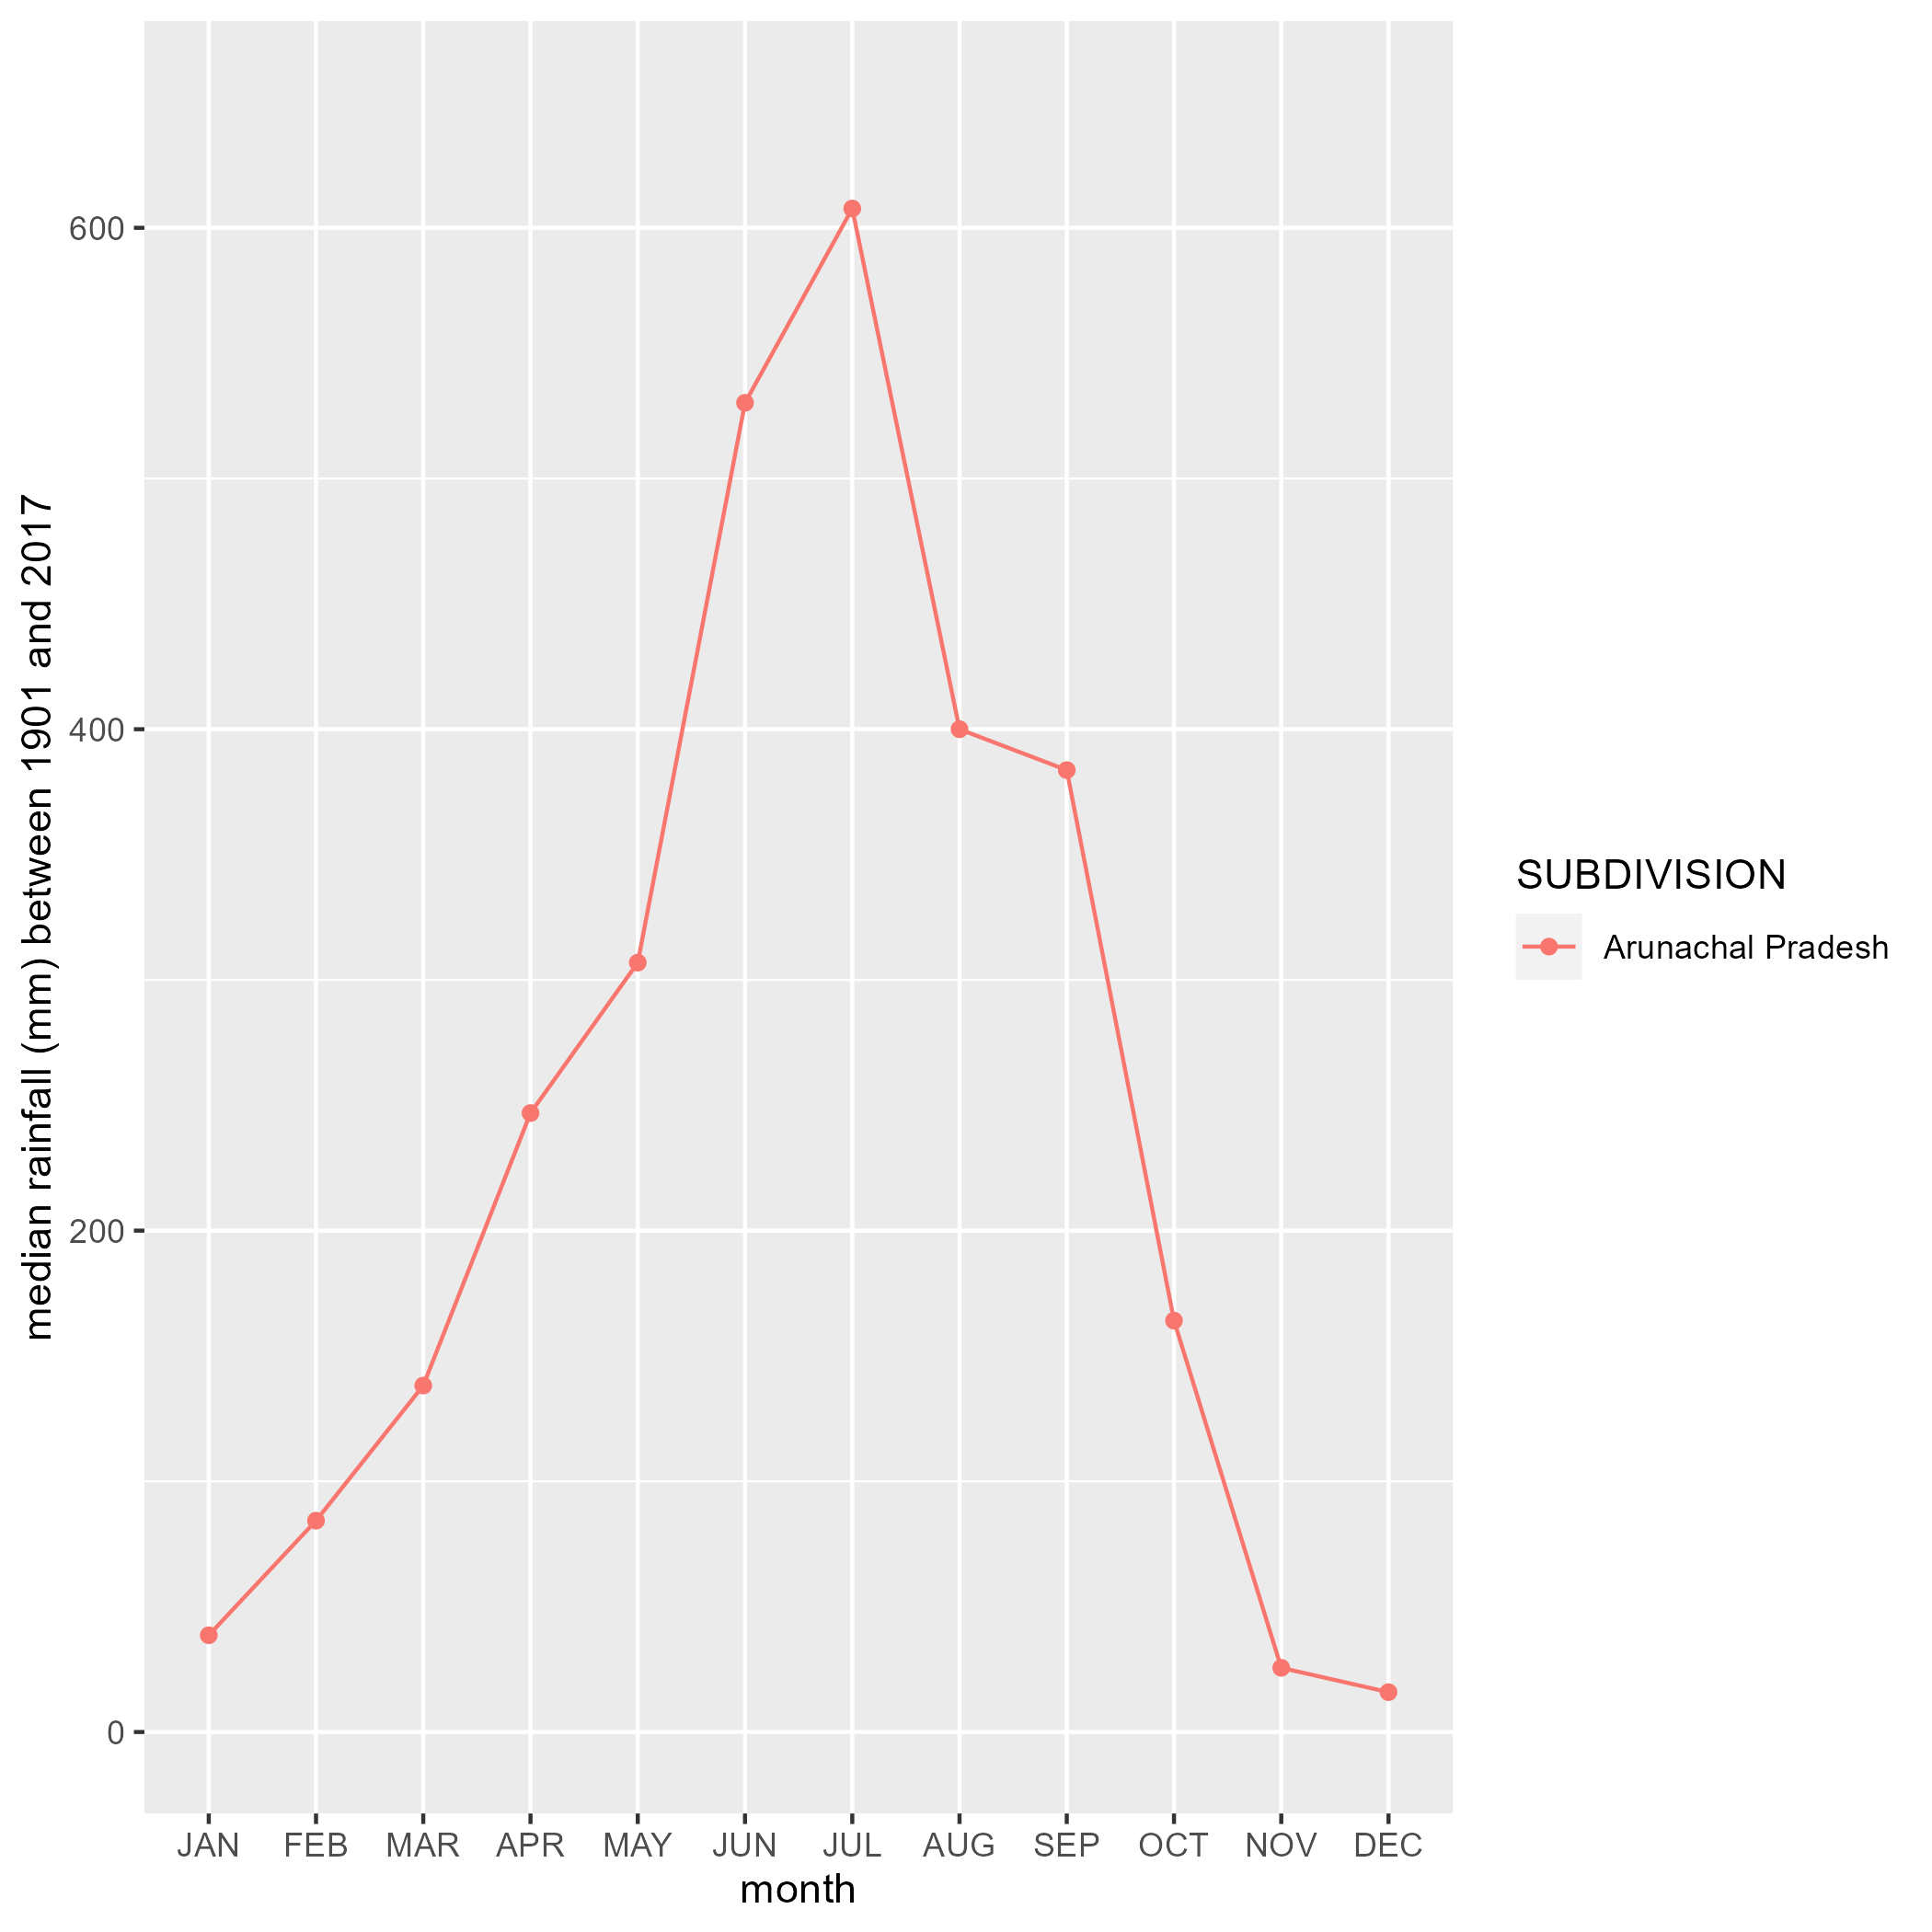 median rainfall (mm) between 1901 and 2017
600
400
200
0
JAN FEB MAR APR MAY JUN JUL AUG SEP OCT NOV DEC
month
SUBDIVISION
Arunachal Pradesh